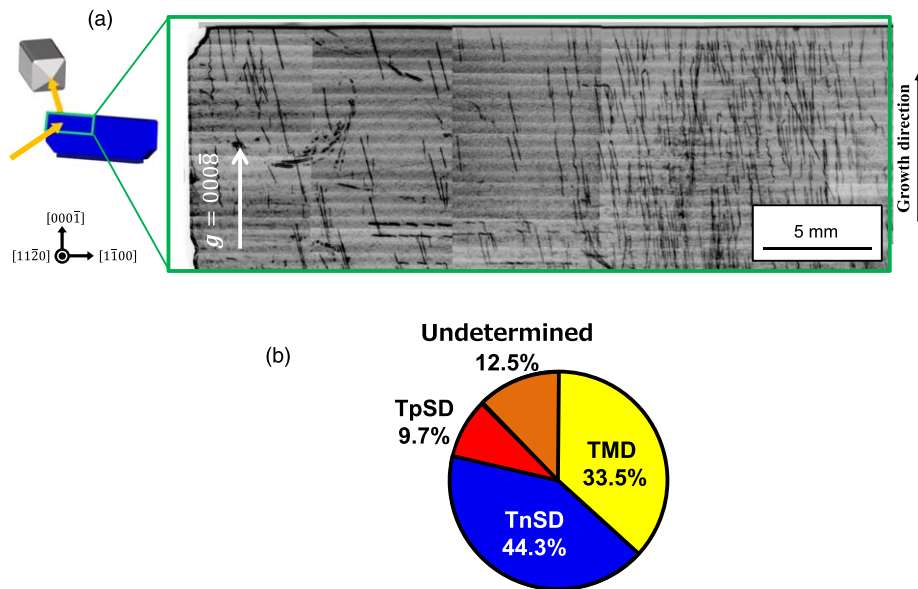 (a)
[0001̄]
[112̄0]
[11̄00]
g = 0008̄
5 mm
Growth direction
(b)
Undetermined
12.5%
TpSD
9.7%
TMD
33.5%
TnSD
44.3%